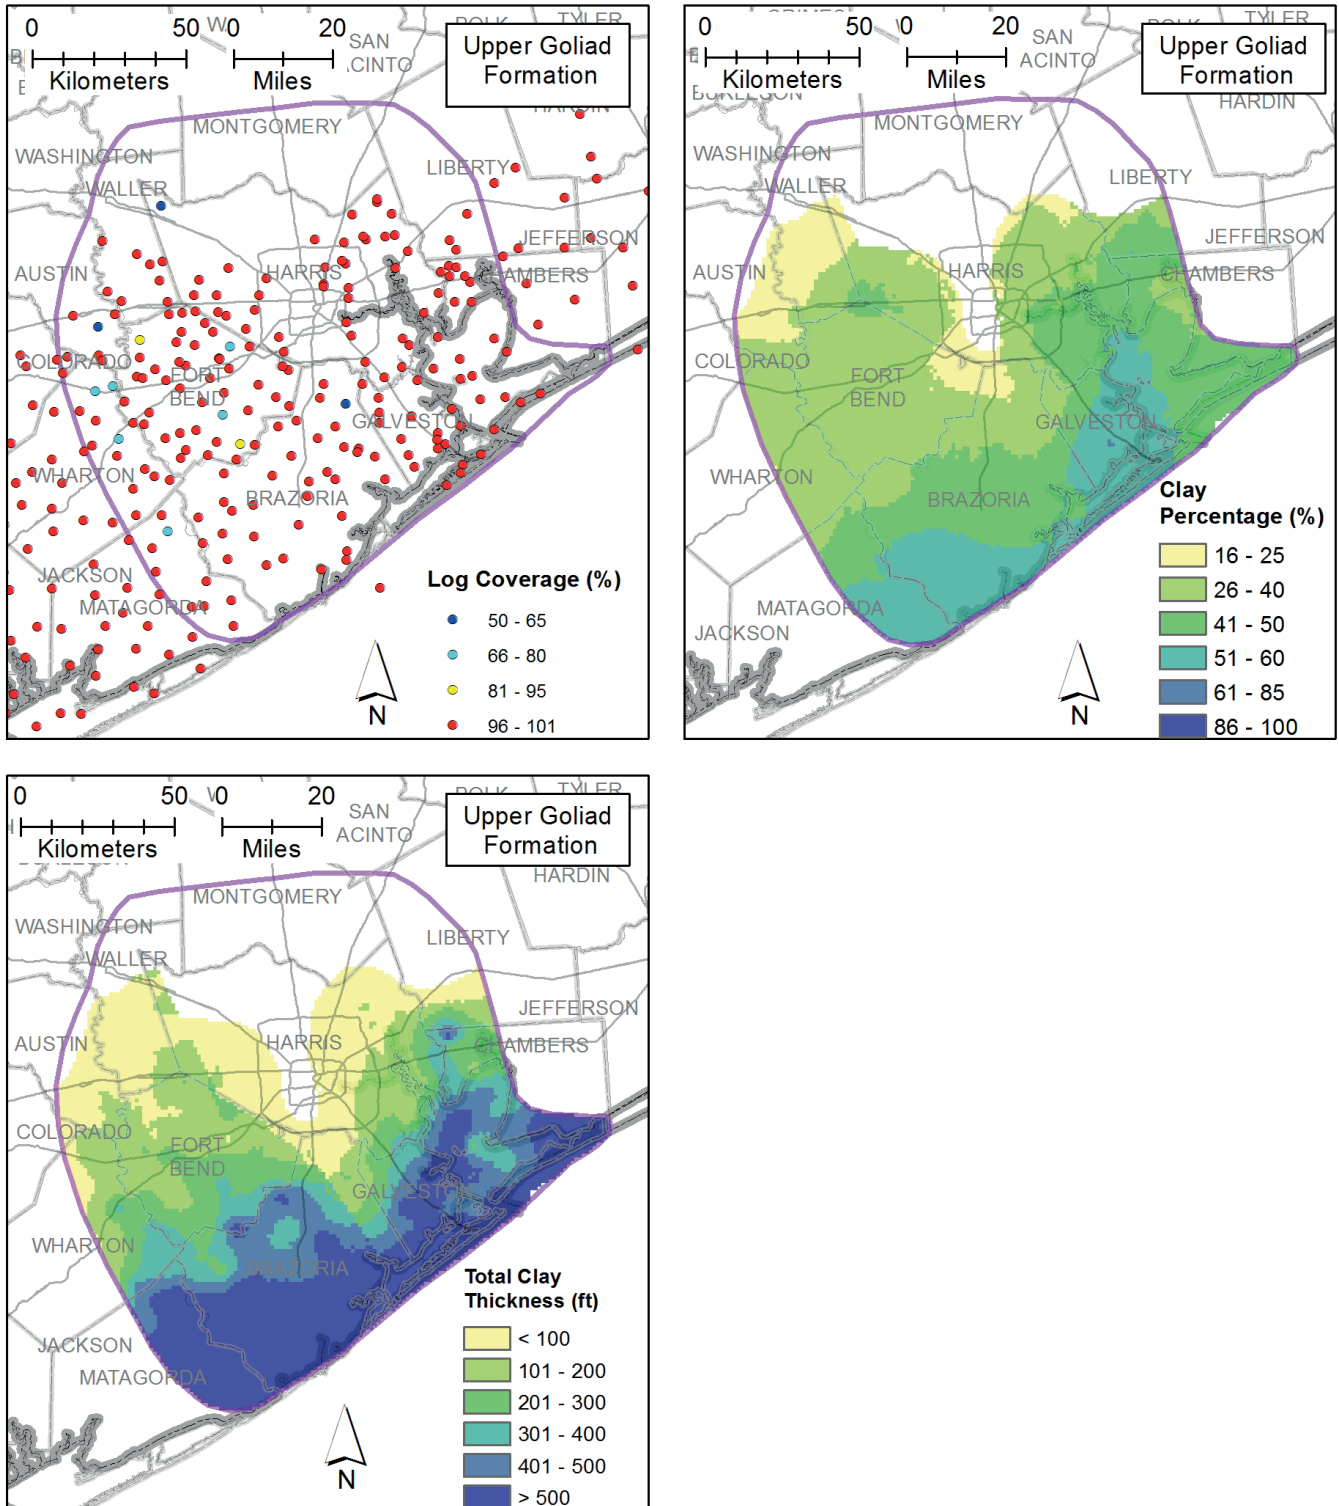 0 50 0 20
Kilometers Miles
SAN
ACINTO
POLK
TYLER
Upper Goliad
Formation
HARDIN
MONTGOMERY
WASHINGTON
LIBERTY
WALLER
JEFFERSON
AUSTIN
HARRIS
AMBERS
COLORADO
FORT
BEND
GALVESTON
WHARTON
BRAZORIA
JACKSON
MATAGORDA
Log Coverage (%)
50 - 65
66 - 80
81 - 95
96 - 101
N
0 50 0 20
Kilometers Miles
GRIMES
SAN
ACINTO
POLK
TYLER
Upper Goliad
Formation
BURLESON
HARDIN
MONTGOMERY
WASHINGTON
LIBERTY
WALLER
JEFFERSON
AUSTIN
HARRIS
CHAMBERS
COLORADO
FORT
BEND
GALVESTON
WHARTON
BRAZORIA
MATAGORDA
JACKSON
Clay
Percentage (%)
16 - 25
26 - 40
41 - 50
51 - 60
61 - 85
86 - 100
N
0 50 0 20
Kilometers Miles
SAN
ACINTO
POLK
TYLER
Upper Goliad
Formation
HARDIN
MONTGOMERY
WASHINGTON
LIBERTY
WALLER
JEFFERSON
AUSTIN
HARRIS
CHAMBERS
COLORADO
FORT
BEND
GALVESTON
WHARTON
BRAZORIA
JACKSON
MATAGORDA
Total Clay
Thickness (ft)
< 100
101 - 200
201 - 300
301 - 400
401 - 500
> 500
N